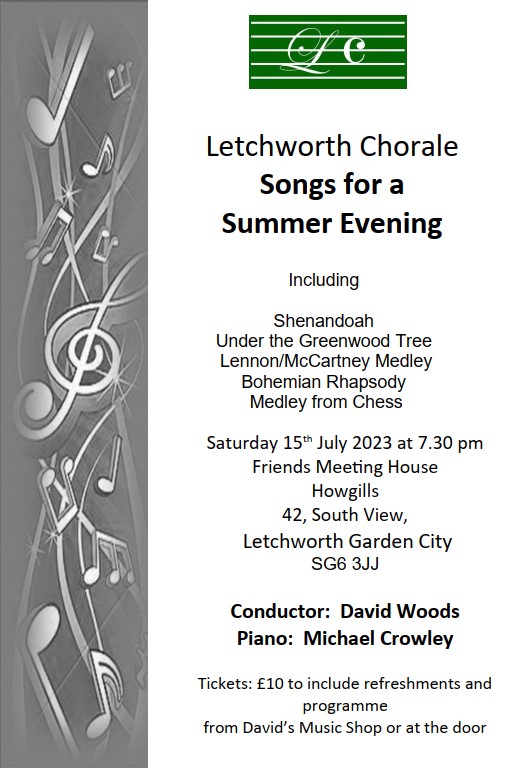 Lc
Letchworth Chorale
Songs for a
Summer Evening
Including
Shenandoah
Under the Greenwood Tree
Lennon/McCartney Medley
Bohemian Rhapsody
Medley from Chess
Saturday 15th July 2023 at 7.30 pm
Friends Meeting House
Howgills
42, South View,
Letchworth Garden City
SG6 3JJ
Conductor: David Woods
Piano: Michael Crowley
Tickets: £10 to include refreshments and
programme
from David’s Music Shop or at the door